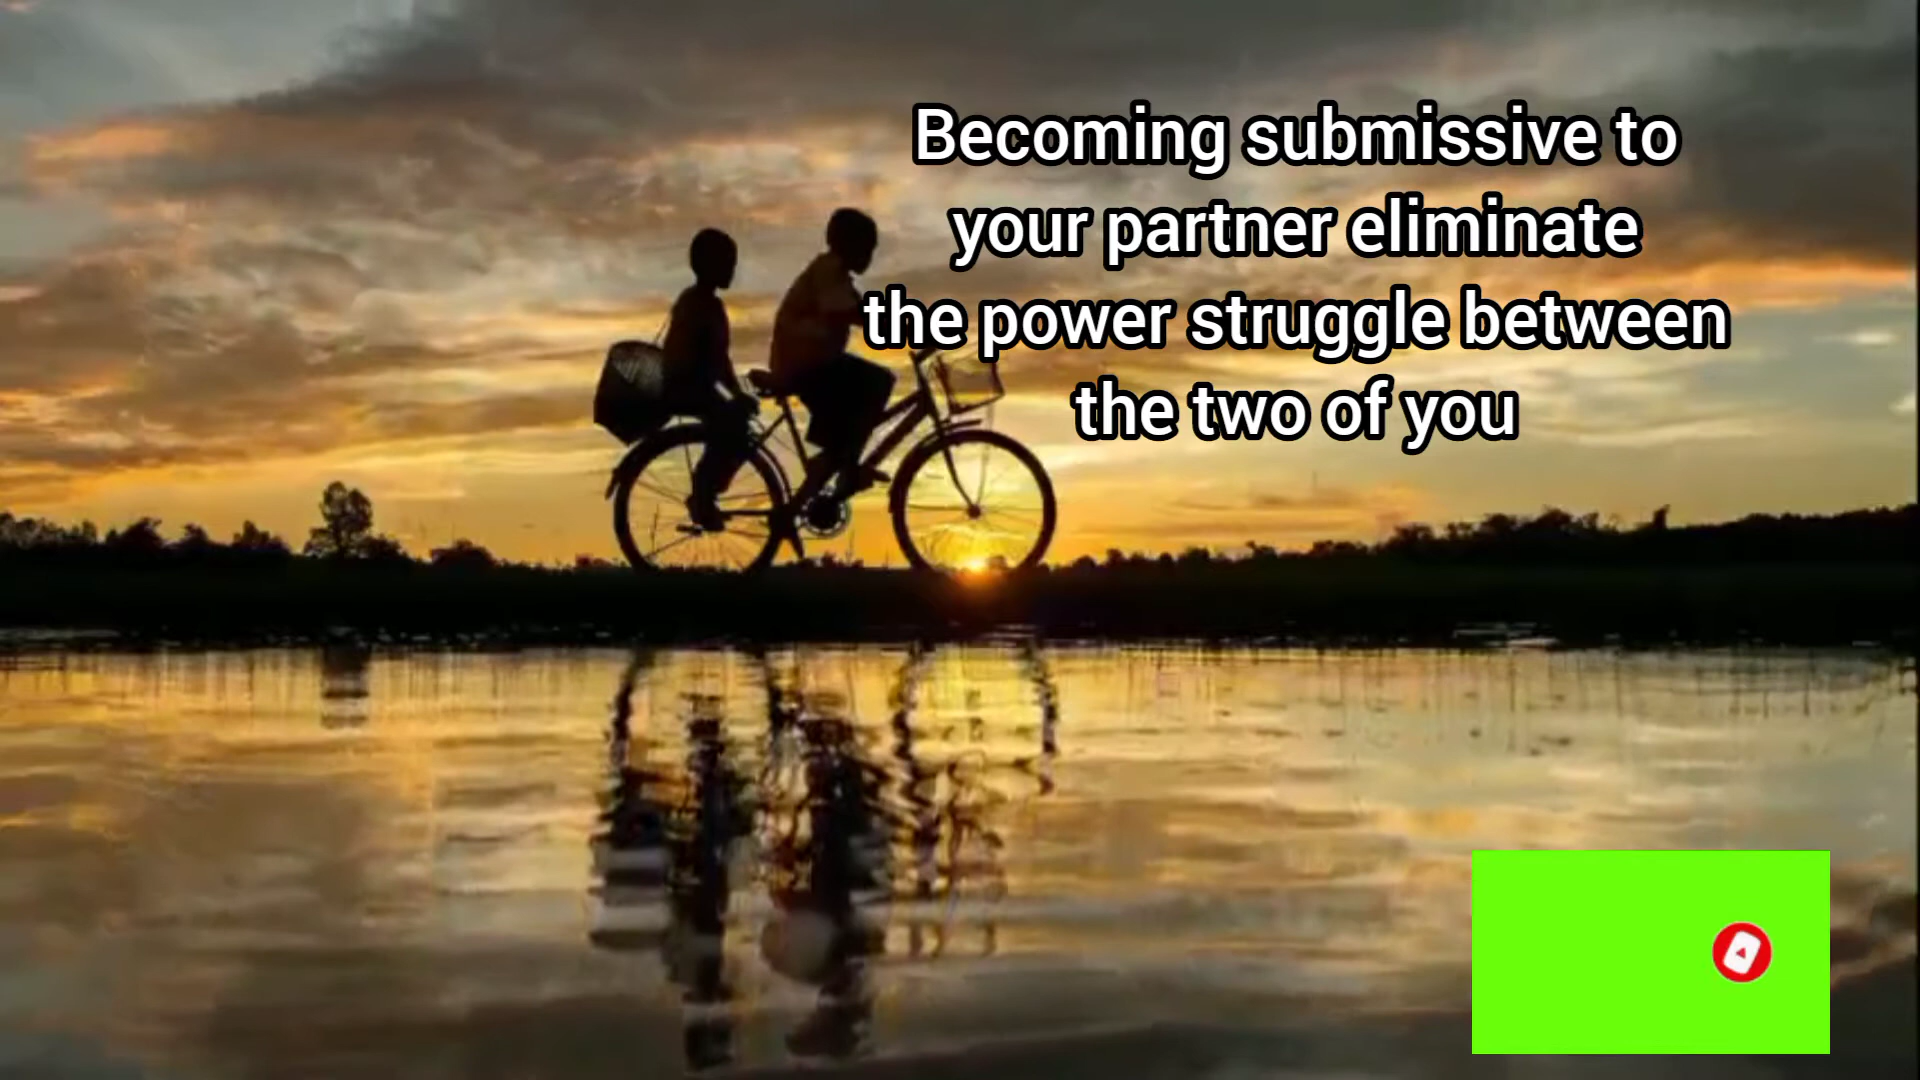 Becoming submissive to
your partner eliminate
the power struggle between
the two of you